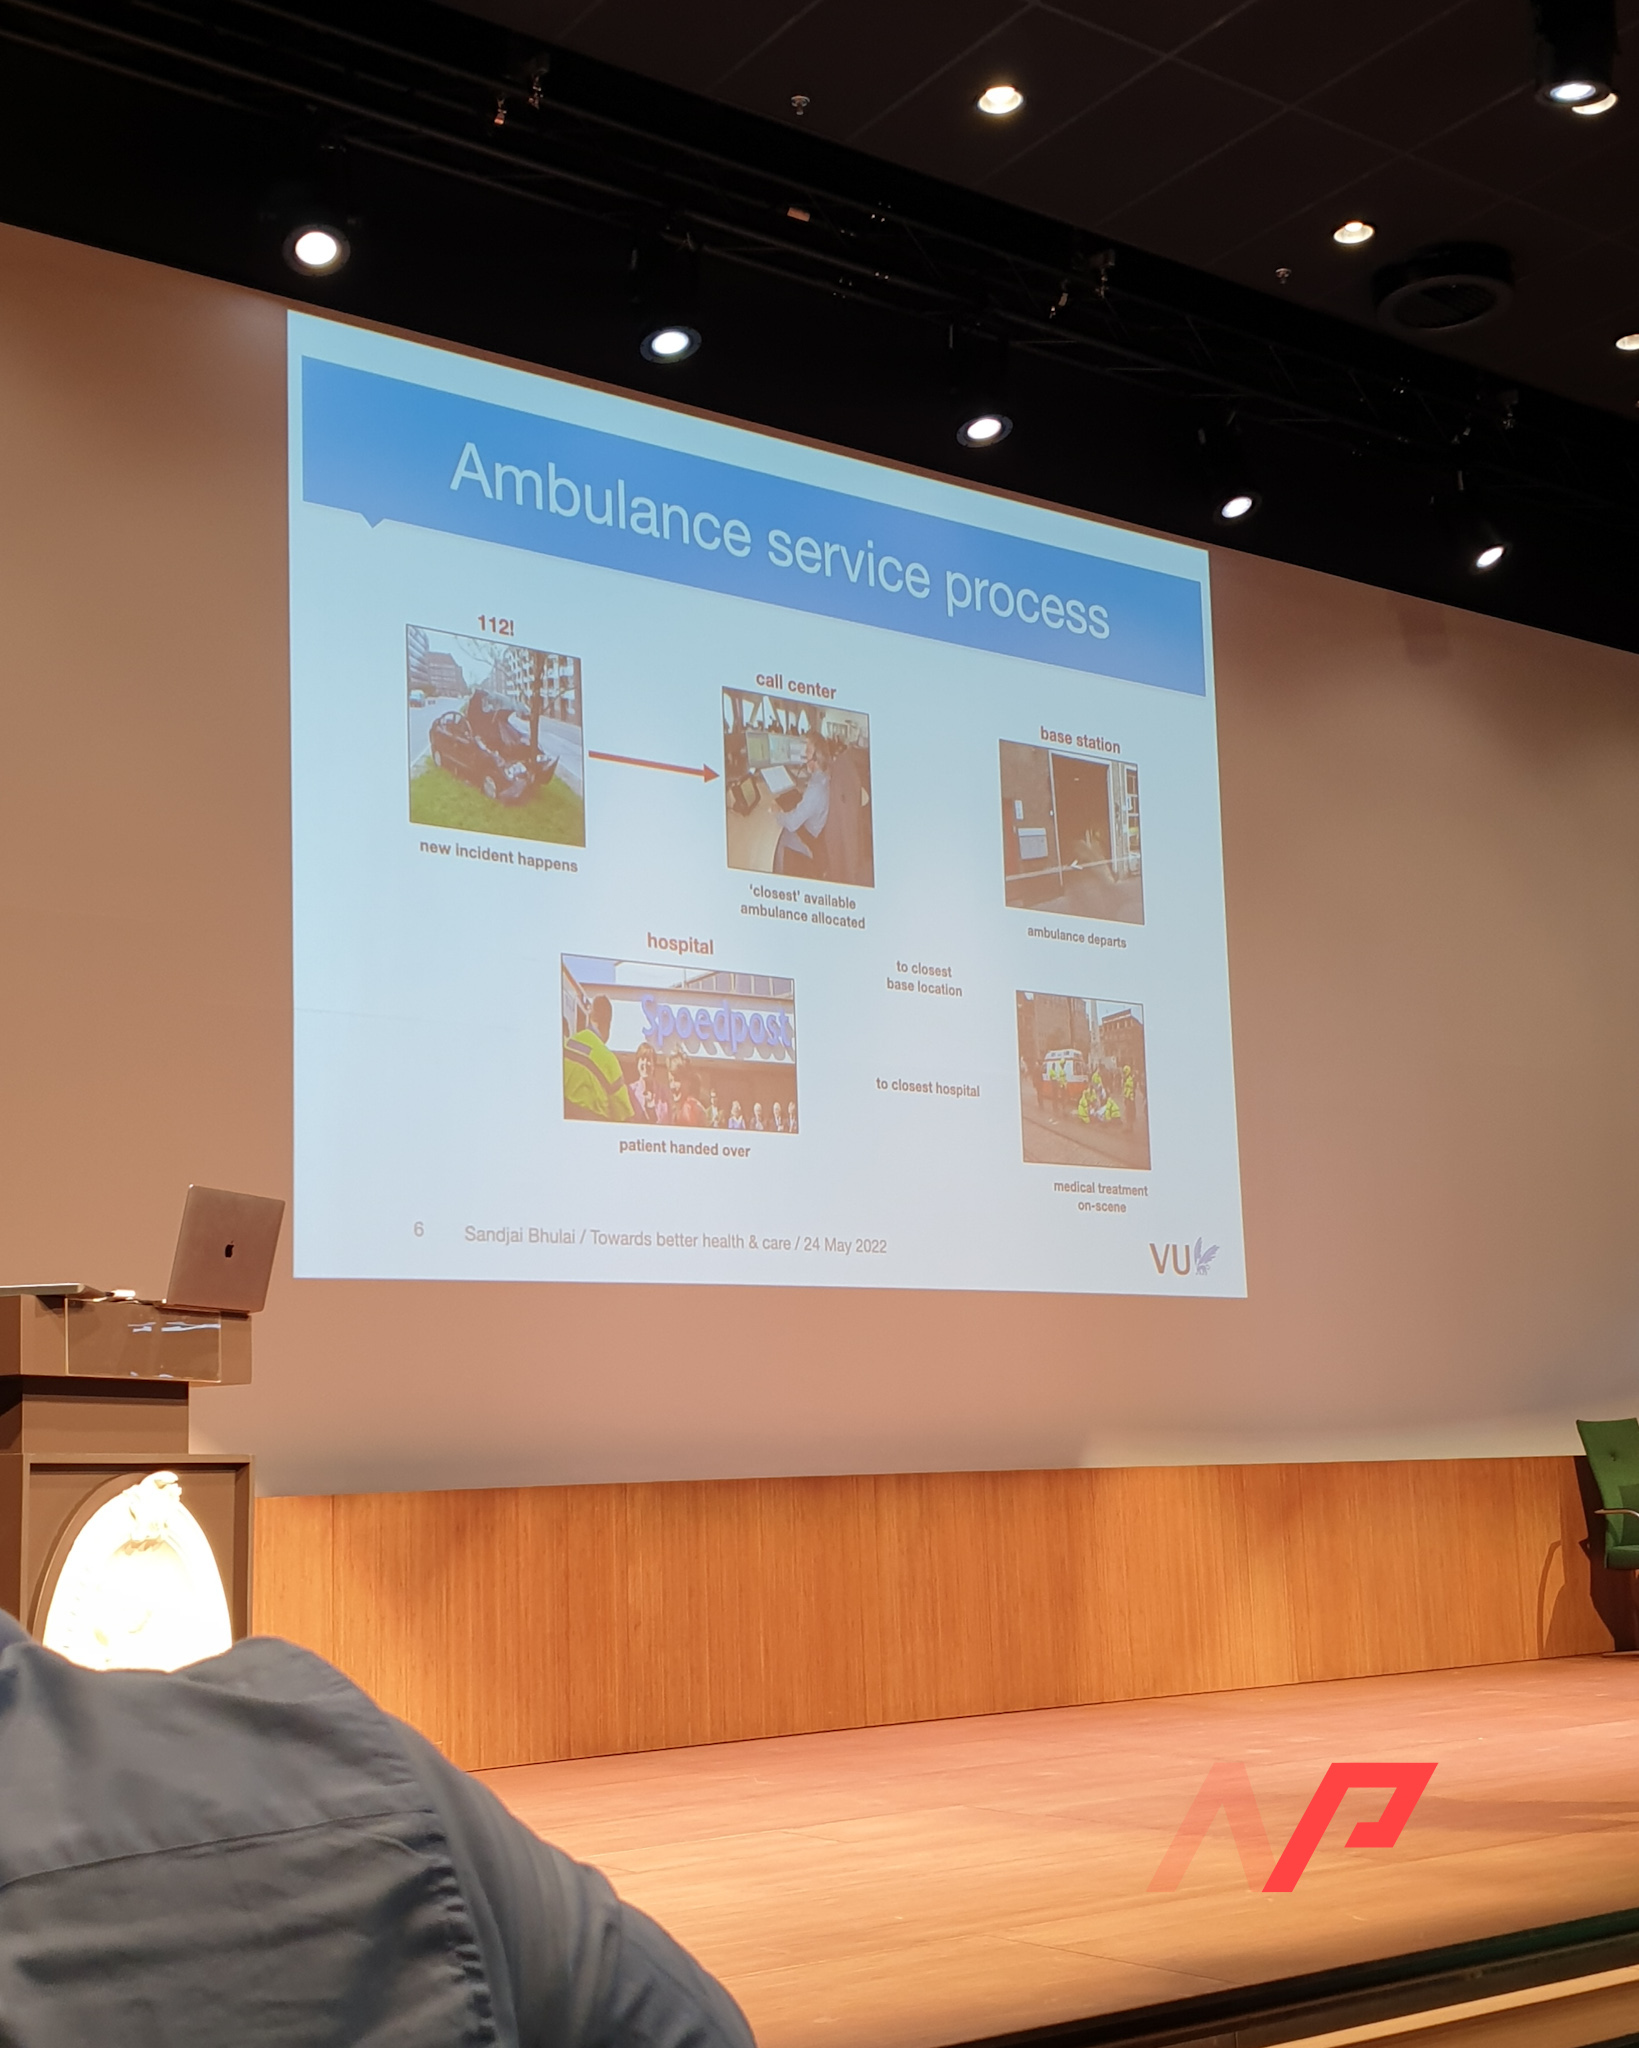 Ambulance service process
112!
new incident happens
call center
'closest' available
ambulance allocated
base station
ambulance departs
hospital
Spoedpost
patient handed over
to closest
base location
to closest hospital
medical treatment
on-scene
6
Sandjai Bhulai / Towards better health & care / 24 May 2022
VU
NP